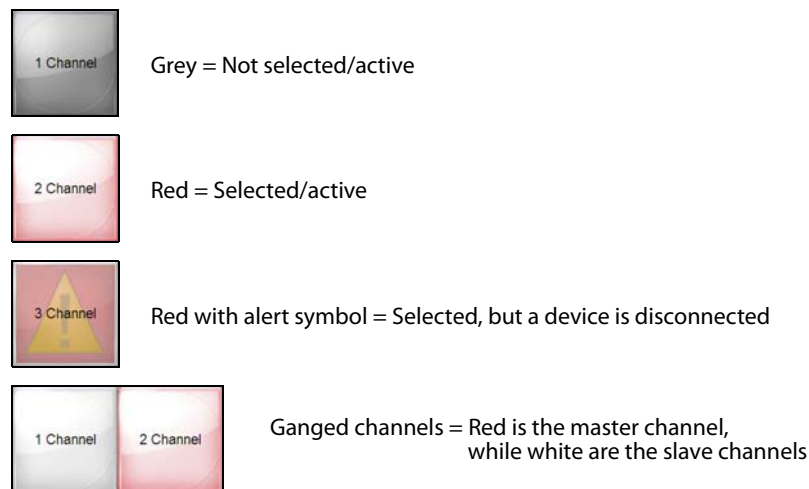 1 Channel
Grey = Not selected/active
2 Channel
Red = Selected/active
3 Channel
Red with alert symbol = Selected, but a device is disconnected
1 Channel 2 Channel
Ganged channels = Red is the master channel,
while white are the slave channels